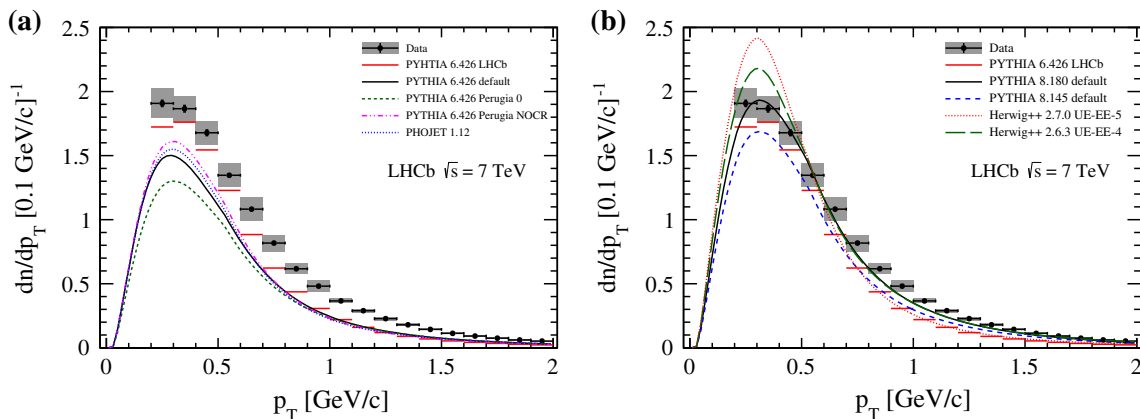 (a)
dn/dpT [0.1 GeV/c]-1
2.5
2
1.5
1
0.5
0
0
0.5
1
1.5
2
pT [GeV/c]
Data
PYHTIA 6.426 LHCb
PYTHIA 6.426 default
PYTHIA 6.426 Perugia 0
PYTHIA 6.426 Perugia NOCR
PHOJET 1.12
LHCb √s = 7 TeV
(b)
dn/dpT [0.1 GeV/c]-1
2.5
2
1.5
1
0.5
0
0
0.5
1
1.5
2
pT [GeV/c]
Data
PYTHIA 6.426 LHCb
PYTHIA 8.180 default
PYTHIA 8.145 default
Herwig++ 2.7.0 UE-EE-5
Herwig++ 2.6.3 UE-EE-4
LHCb √s = 7 TeV